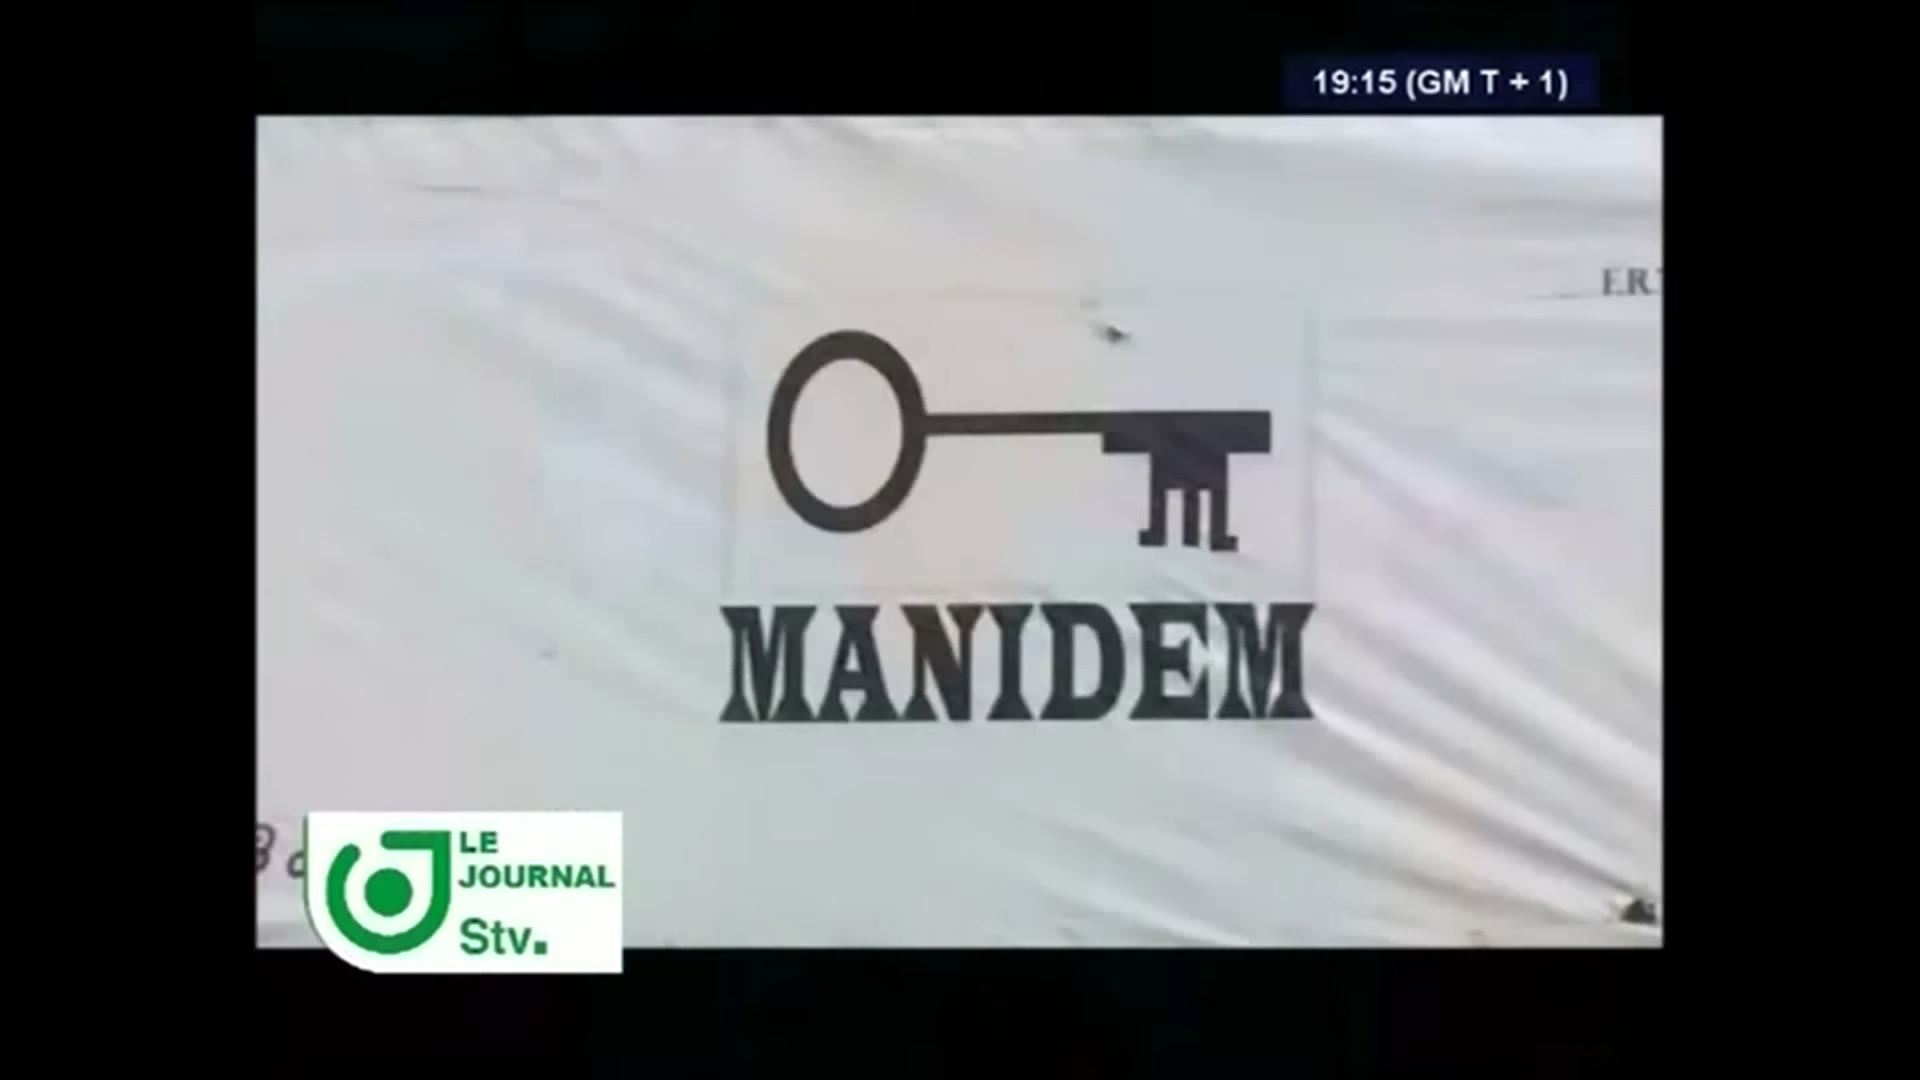 19:15 (GM T + 1)
MANIDEM
LE
JOURNAL
Stv.